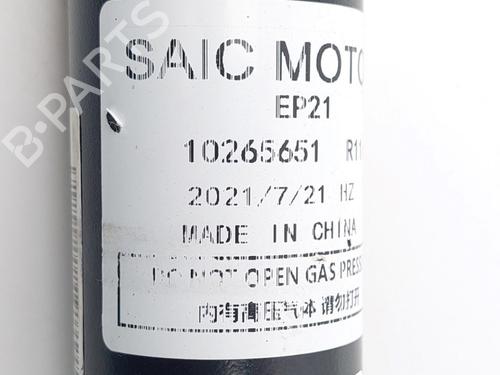 SAIC MOTO
EP21
10265651 R11
2021/7/21 HZ
MADE IN CHINA
DO NOT OPEN GAS PRESS
内有高压气体 请勿打开
B-PARTS